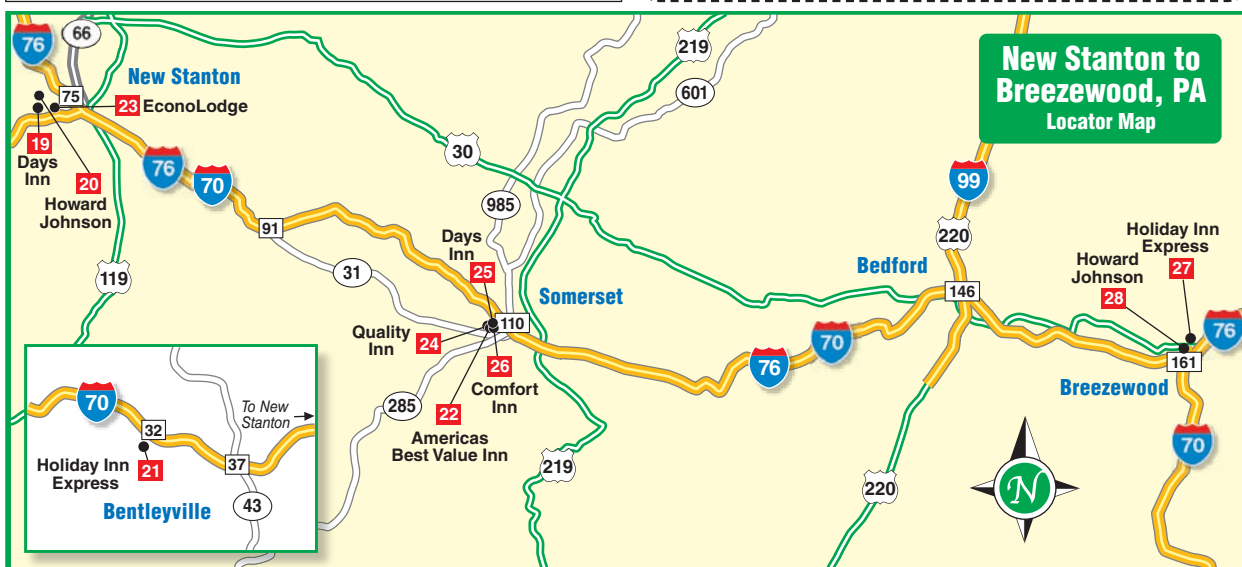 New Stanton to
Breezewood, PA
Locator Map
76
66
New Stanton
75
23 EconoLodge
19
Days
Inn
20
Howard
Johnson
76
70
119
91
31
30
219
601
985
Days
Inn
25
Somerset
110
Quality
Inn
24
26
Comfort
Inn
22
Americas
Best Value Inn
285
219
76
70
99
220
Bedford
146
220
Holiday Inn
Express
27
Howard
Johnson
28
76
161
Breezewood
70
N
70
To New
Stanton
32
37
Holiday Inn
Express
21
Bentleyville
43